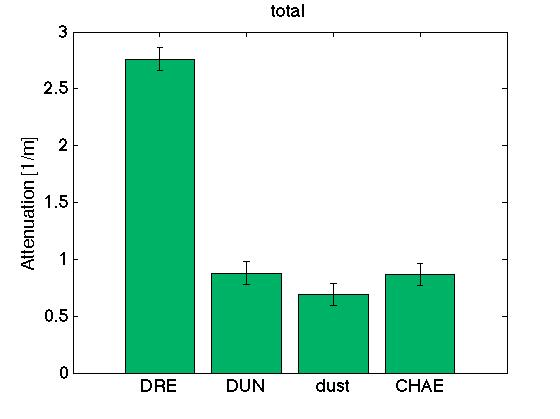 total
3
2.5
2
1.5
1
0.5
0
Attenuation [1/m]
DRE DUN dust CHAE